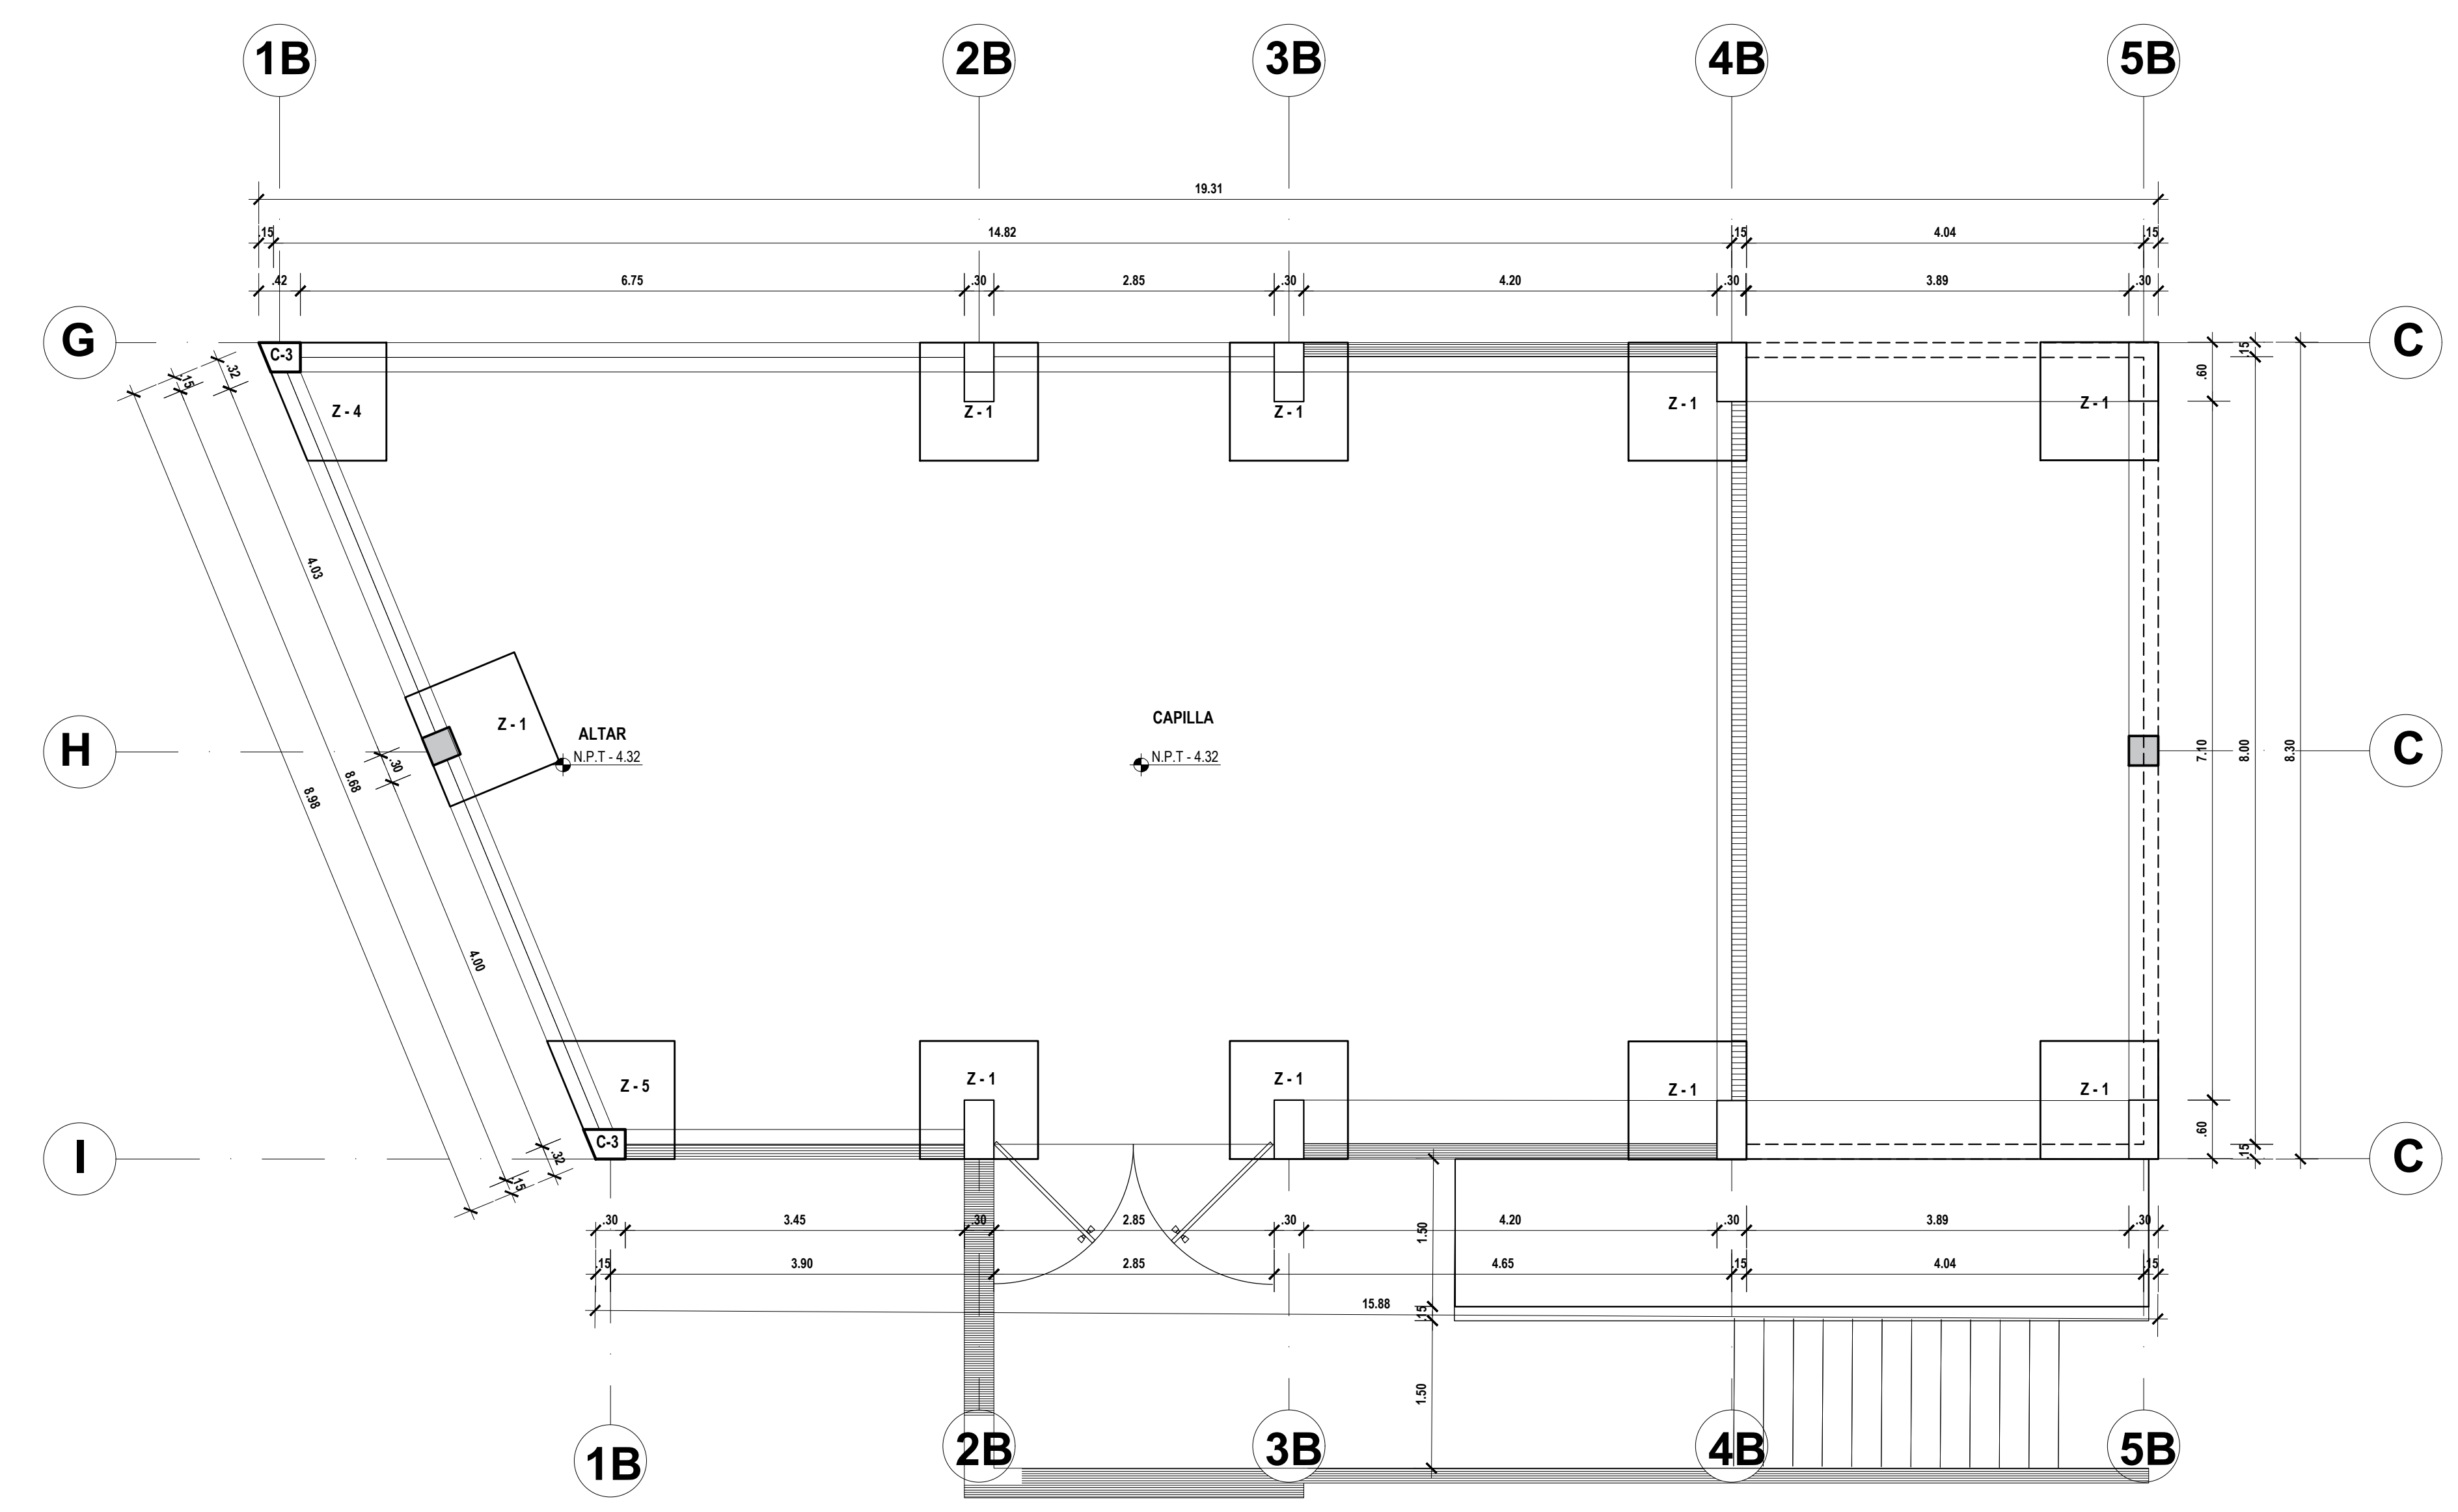 1B 2B 3B 4B 5B
19.31
.15 14.82 .15 4.04 .15
.42 6.75 .30 2.85 .30 4.20 .30 3.89 .30
G C
C-3
.32
.15
.15
.60
Z - 4 Z - 1 Z - 1 Z - 1 Z - 1
4.03
Z - 1
ALTAR
N.P.T - 4.32
CAPILLA
N.P.T - 4.32
H C
.30
7.10 8.00 8.30
8.68
8.98
4.00
Z - 5 Z - 1 Z - 1 Z - 1 Z - 1
C-3
.60
.15
I C
.32
.15
.30 3.45 .30 2.85 .30 4.20 .30 3.89 .30
1.50
.15 3.90 2.85 4.65 .15 4.04 .15
15.88
.15
1.50
1B 2B 3B 4B 5B